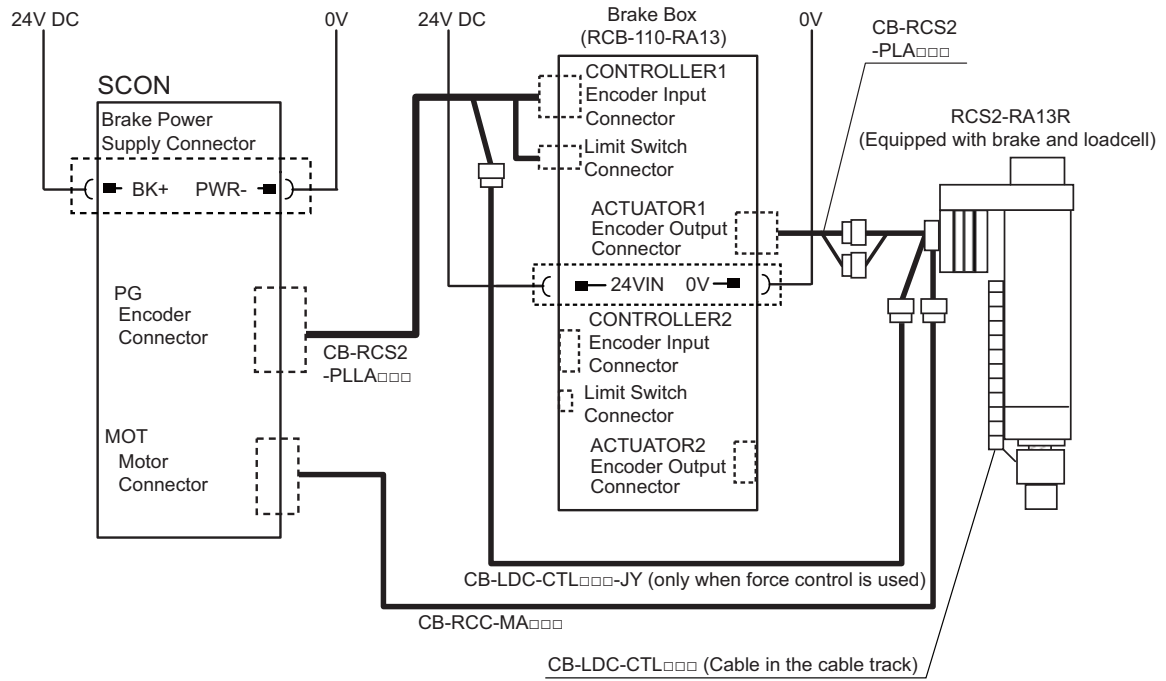 24V DC
0V
24V DC
Brake Box
(RCB-110-RA13)
0V
CB-RCS2
-PLA□□□
SCON
Brake Power
Supply Connector
BK+
PWR-
PG
Encoder
Connector
CB-RCS2
-PLLA□□□
MOT
Motor
Connector
CONTROLLER1
Encoder Input
Connector
Limit Switch
Connector
ACTUATOR1
Encoder Output
Connector
24VIN
0V
CONTROLLER2
Encoder Input
Connector
Limit Switch
Connector
ACTUATOR2
Encoder Output
Connector
RCS2-RA13R
(Equipped with brake and loadcell)
CB-LDC-CTL□□□-JY (only when force control is used)
CB-RCC-MA□□□
CB-LDC-CTL□□□ (Cable in the cable track)